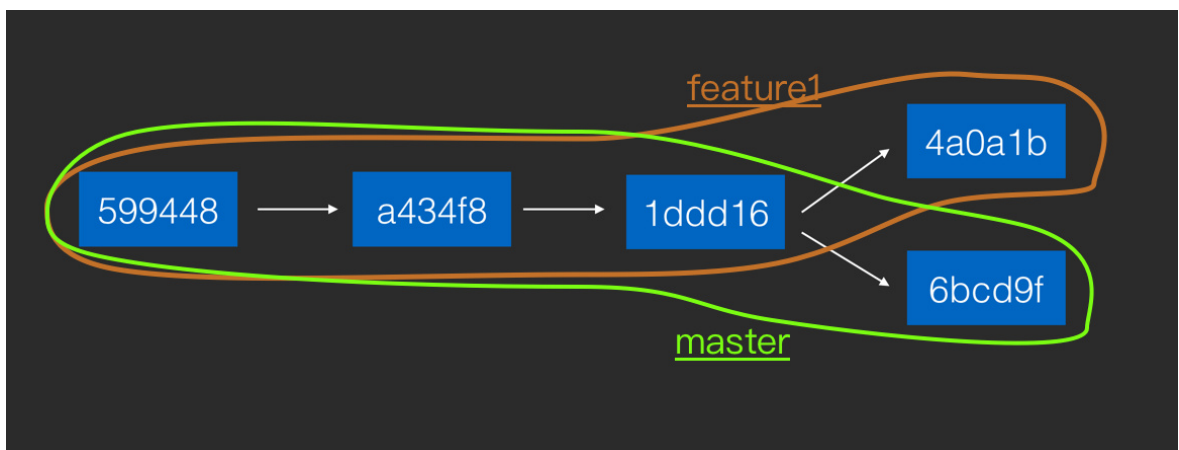 feature1
4a0a1b
599448
a434f8
1ddd16
6bcd9f
master